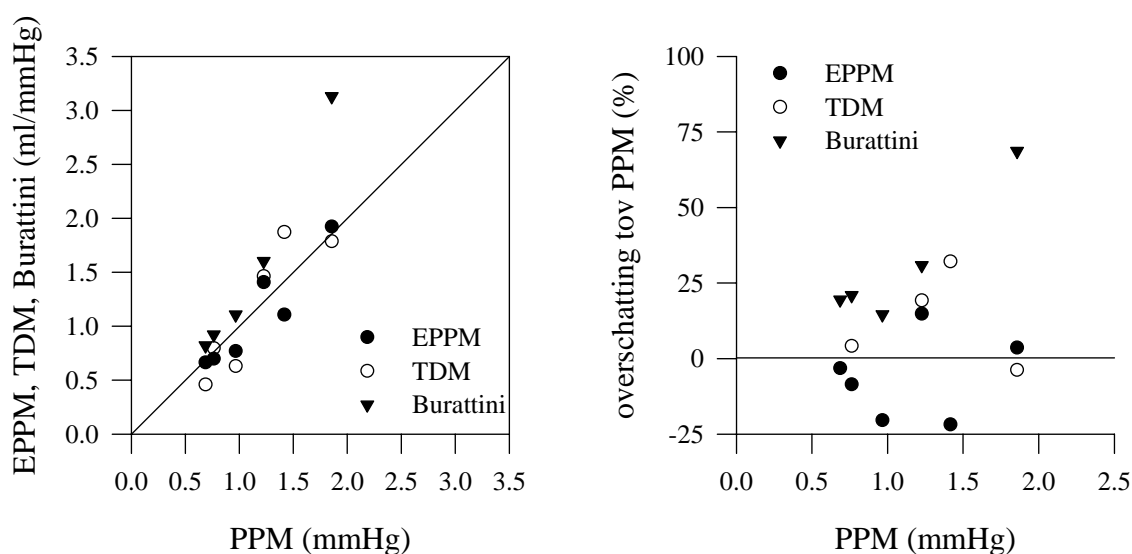 EPPM, TDM, Burattini (ml/mmHg)
3.5
3.0
2.5
2.0
1.5
1.0
0.5
0.0
EPPM
TDM
Burattini
0.0 0.5 1.0 1.5 2.0 2.5 3.0 3.5
PPM (mmHg)
overschatting tov PPM (%)
100
75
50
25
0
-25
EPPM
TDM
Burattini
0.0 0.5 1.0 1.5 2.0 2.5
PPM (mmHg)